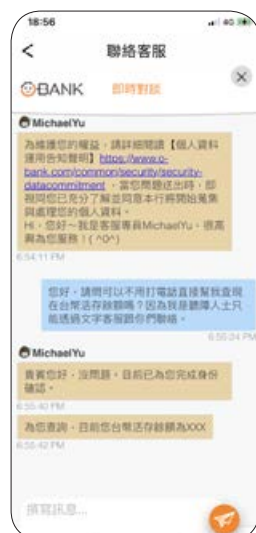 18:56
4G
聯絡客服
BANK 即時對談
MichaelYu
為維護您的權益，請詳細閱讀【個人資料
運用告知聲明】https://www.o-
bank.com/common/security/security-
datacommitment，當您問題送出時，即
視同您已充分了解並同意本行將開始蒐集
與處理您的個人資料。
Hi，您好～我是客服專員MichaelYu，很高
興為您服務！( ^O^)
6:54:11 PM
您好，請問可以不用打電話直接幫我查現
在台幣活存餘額嗎？因為我是聽障人士只
能透過文字客服跟你們聯絡。
6:55:34 PM
MichaelYu
貴賓您好，沒問題，目前已為您完成身份
確認。
6:55:40 PM
為您查詢，目前您台幣活存餘額為XXX
6:55:42 PM
撰寫訊息...